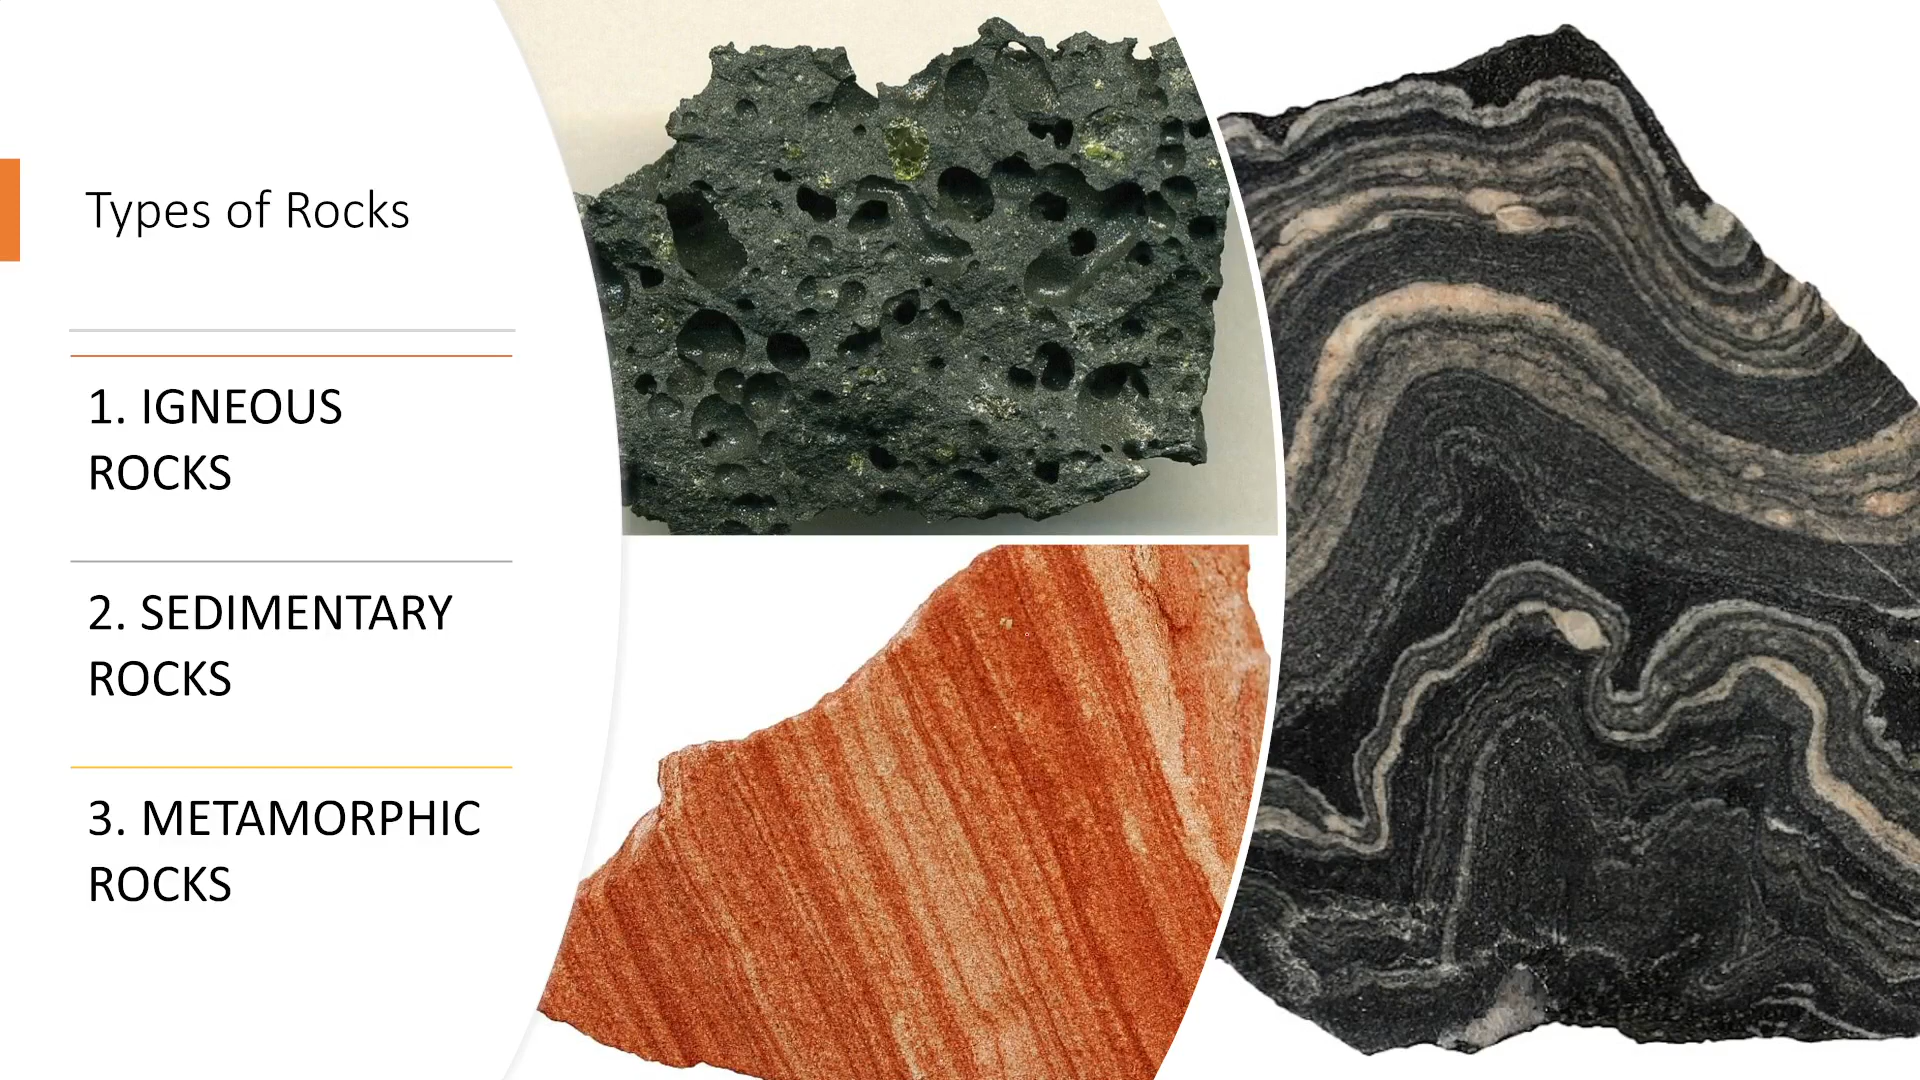 Types of Rocks
1. IGNEOUS
ROCKS
2. SEDIMENTARY
ROCKS
3. METAMORPHIC
ROCKS